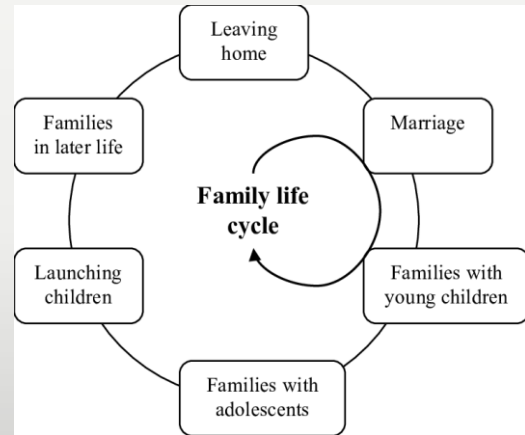 Leaving
home
Marriage
Families with
young children
Families with
adolescents
Launching
children
Families
in later life
Family life
cycle